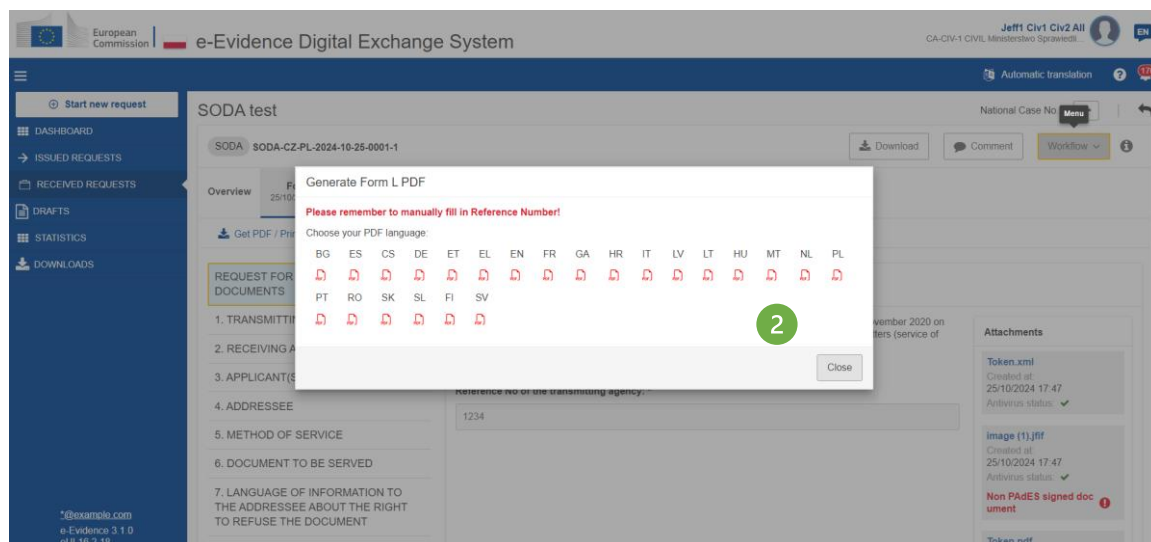 European
Commission
e-Evidence Digital Exchange System
Jeff1 Civ1 Civ2 All
CA-CIV-1 CIVIL Ministerstwo Sprawiedli...
EN
Automatic translation
Start new request
DASHBOARD
ISSUED REQUESTS
RECEIVED REQUESTS
DRAFTS
STATISTICS
DOWNLOADS
SODA test
National Case No
Menu
SODA SODA-CZ-PL-2024-10-25-0001-1
Download
Comment
Workflow
Overview
Get PDF / Prin
Generate Form L PDF
Please remember to manually fill in Reference Number!
Choose your PDF language:
BG ES CS DE ET EL EN FR GA HR IT LV LT HU MT NL PL
PT RO SK SL FI SV
2
Close
REQUEST FOR
DOCUMENTS
1. TRANSMITTI
2. RECEIVING A
3. APPLICANT(S
4. ADDRESSEE
5. METHOD OF SERVICE
6. DOCUMENT TO BE SERVED
7. LANGUAGE OF INFORMATION TO
THE ADDRESSEE ABOUT THE RIGHT
TO REFUSE THE DOCUMENT
vember 2020 on
tters (service of
Reference No of the transmitting agency: *
1234
Attachments
Token.xml
Created at:
25/10/2024 17:47
Antivirus status:
image (1).jfif
Created at:
25/10/2024 17:47
Antivirus status:
Non PAdES signed doc
ument
Token.pdf
*@example.com
e-Evidence 3.1.0